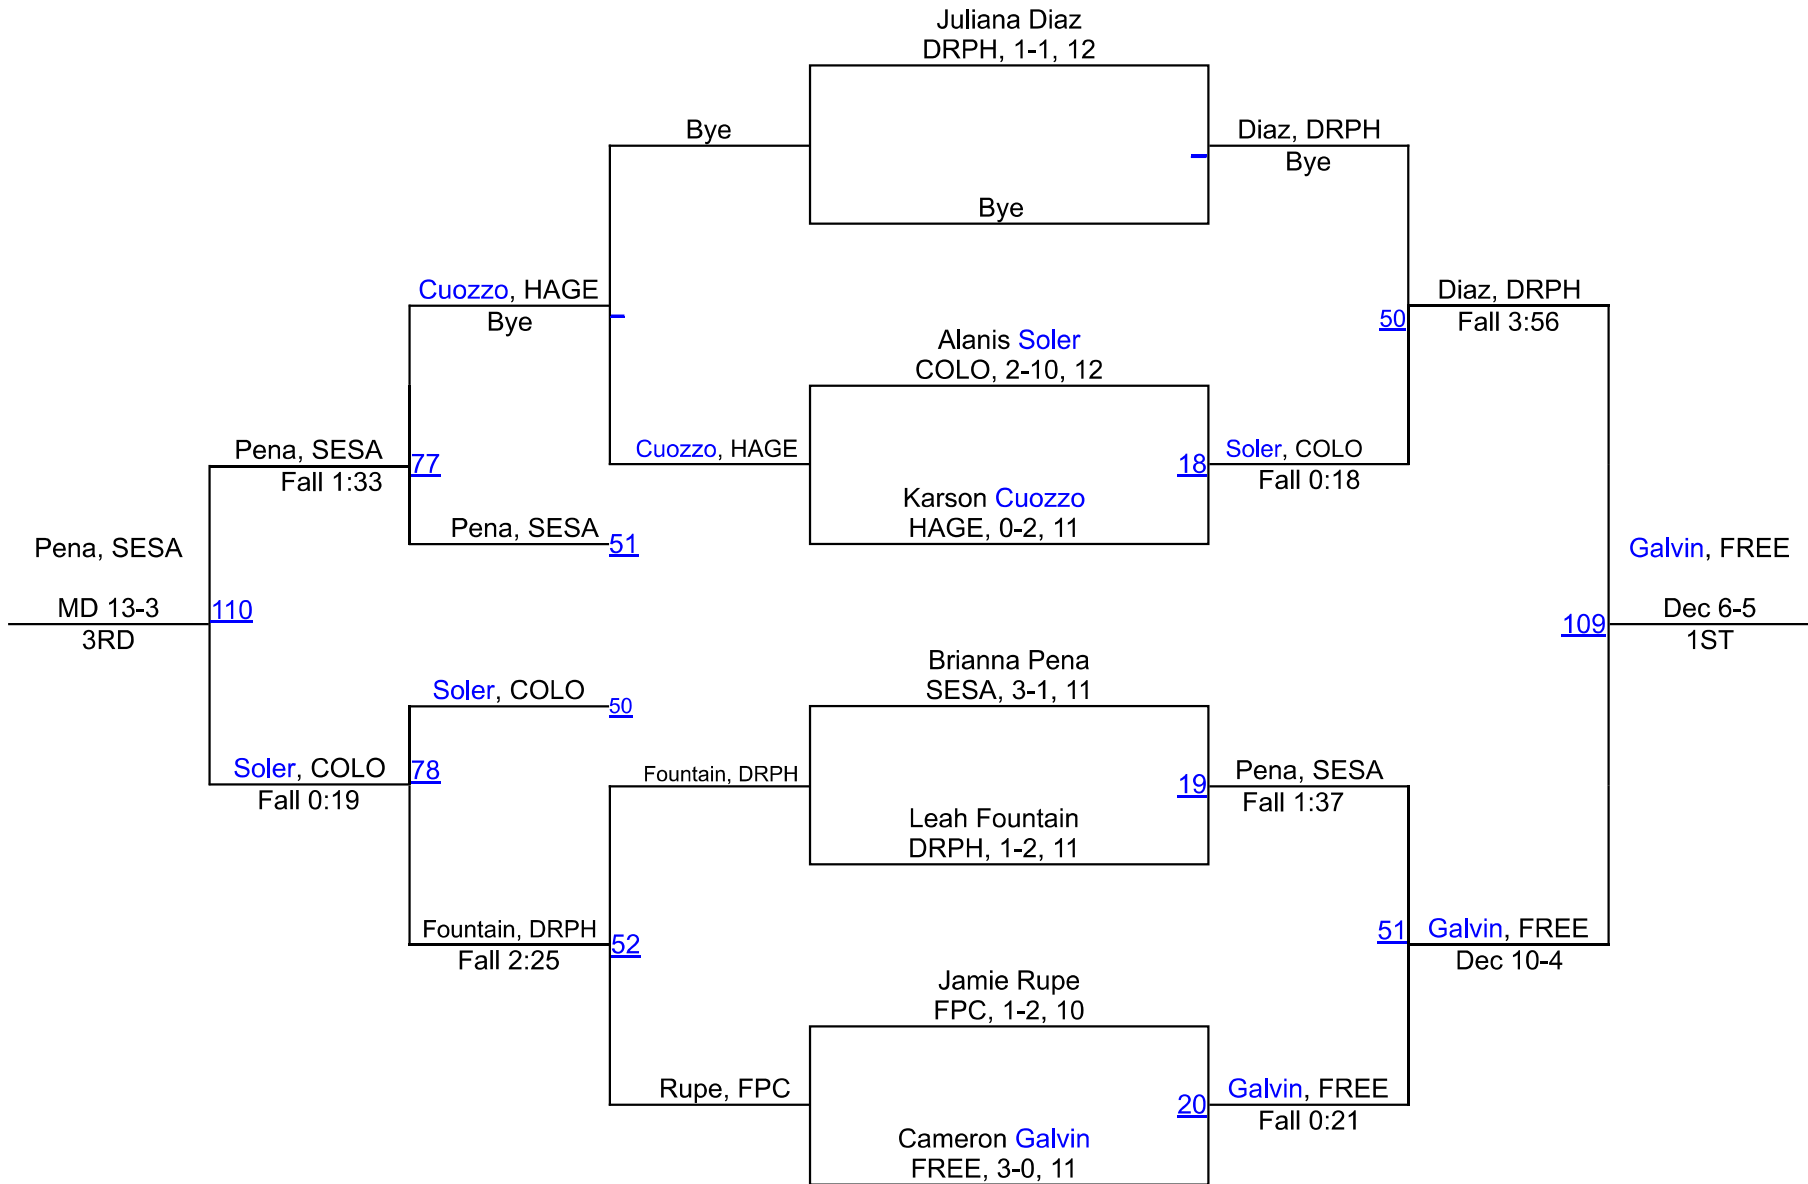 Juliana Diaz
DRPH, 1-1, 12
Bye
Diaz, DRPH
Bye
Bye
Cuozzo, HAGE
Bye
Diaz, DRPH
50
Fall 3:56
Alanis Soler
COLO, 2-10, 12
Pena, SESA
77
Fall 1:33
Cuozzo, HAGE
18
Soler, COLO
Fall 0:18
Karson Cuozzo
HAGE, 0-2, 11
Pena, SESA
51
Pena, SESA
MD 13-3
110
3RD
Galvin, FREE
109
Dec 6-5
1ST
Brianna Pena
SESA, 3-1, 11
Soler, COLO
50
Soler, COLO
78
Fall 0:19
Fountain, DRPH
19
Pena, SESA
Fall 1:37
Leah Fountain
DRPH, 1-2, 11
Fountain, DRPH
52
Fall 2:25
51
Galvin, FREE
Dec 10-4
Jamie Rupe
FPC, 1-2, 10
Rupe, FPC
20
Galvin, FREE
Fall 0:21
Cameron Galvin
FREE, 3-0, 11